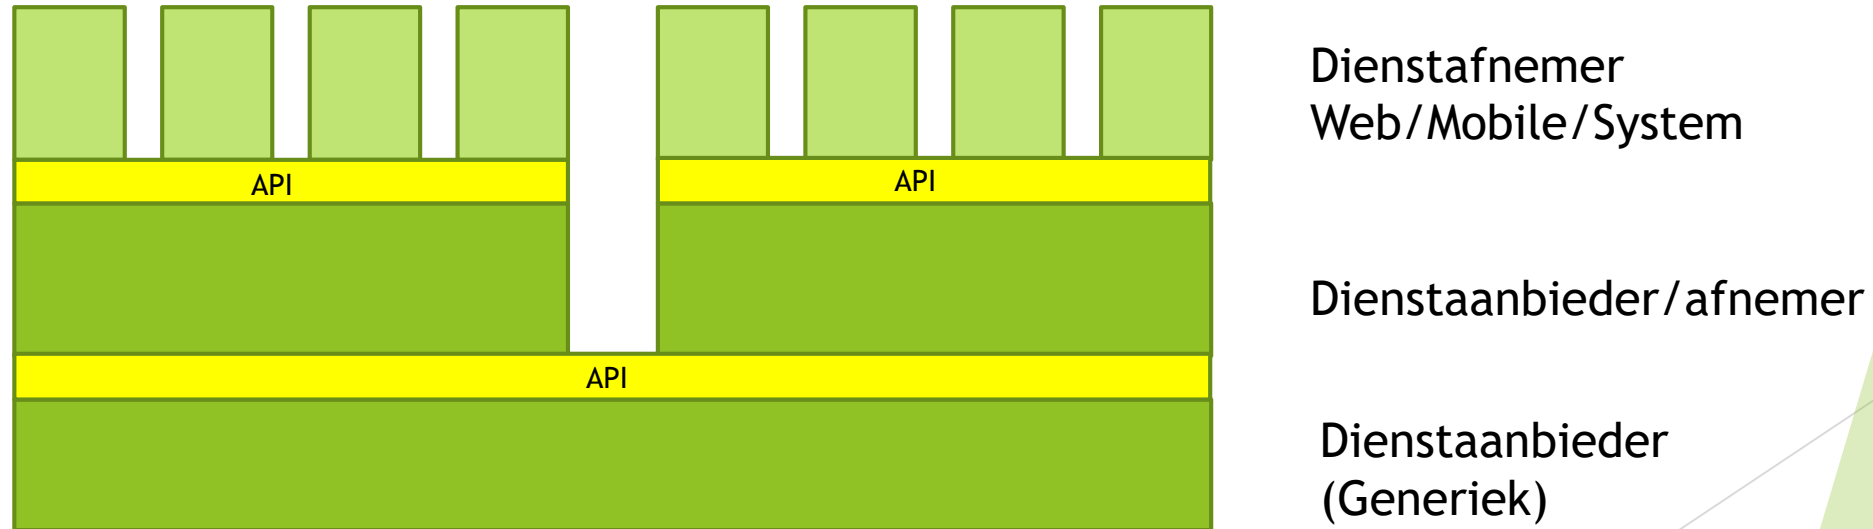 Dienstafnemer
Web/Mobile/System
API
API
Dienstaanbieder/afnemer
API
Dienstaanbieder
(Generiek)